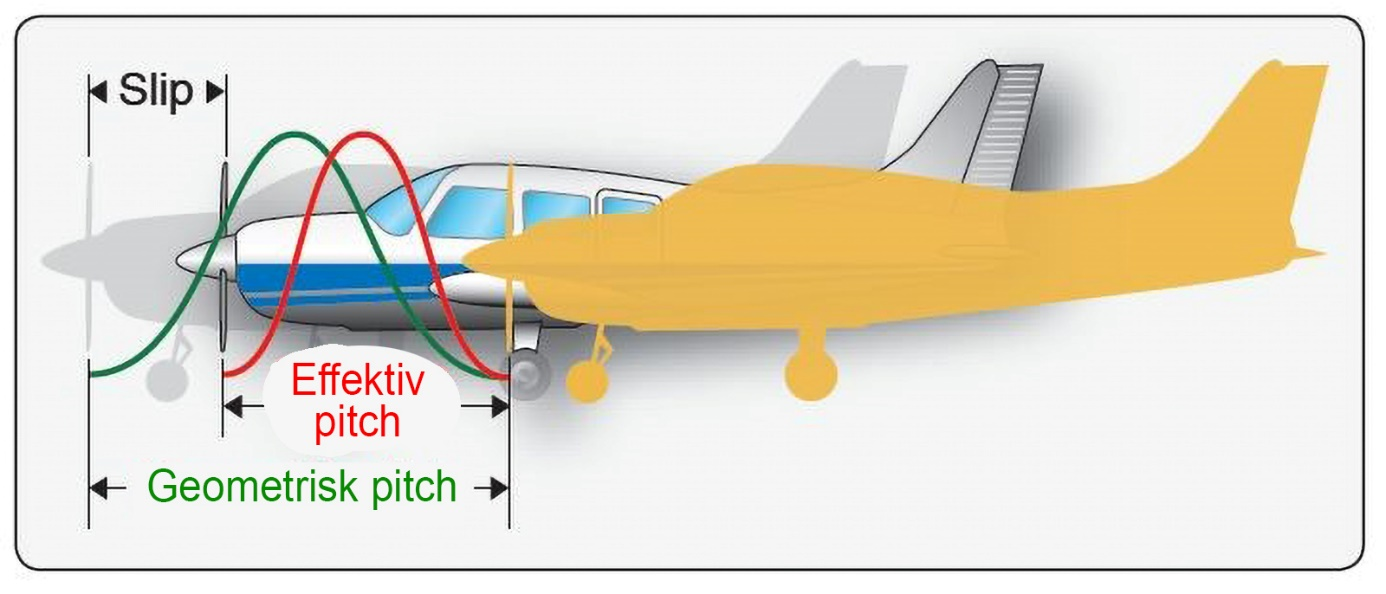 Slip
Effektiv
pitch
Geometrisk pitch